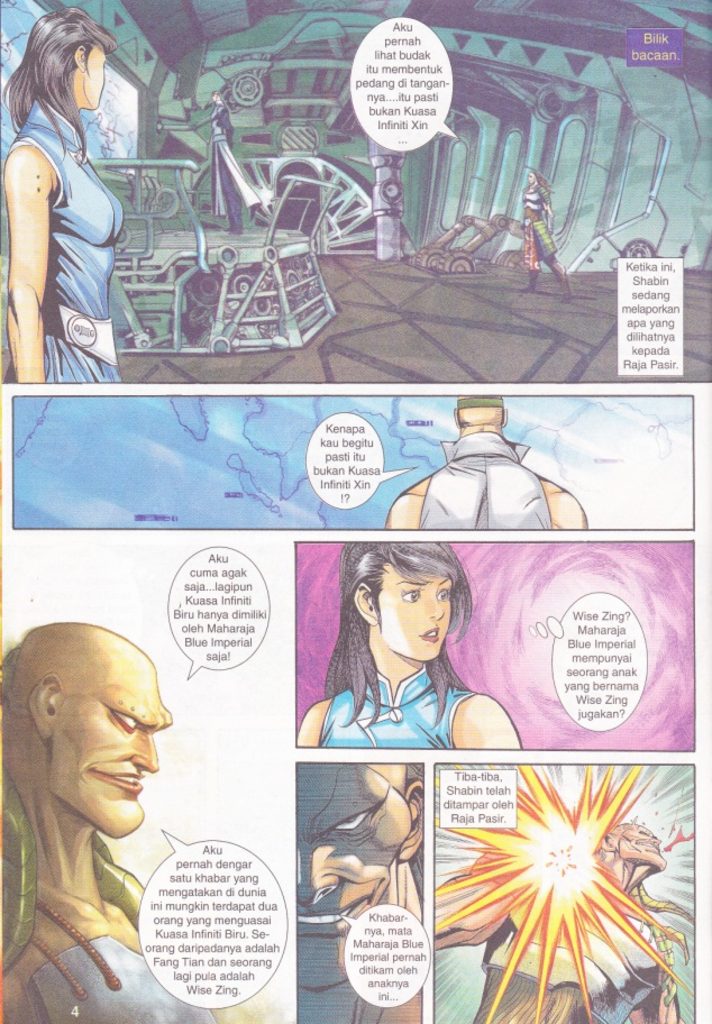 Bilik
bacaan.
Aku
pernah
lihat budak
itu membentuk
pedang di tangan-
nya....itu pasti
bukan Kuasa
Infiniti Xin
...
Ketika ini,
Shabin
sedang
melaporkan
apa yang
dilihatnya
kepada
Raja Pasir.
Kenapa
kau begitu
pasti itu
bukan Kuasa
Infiniti Xin
!?
Aku
cuma agak
saja...lagipun
, Kuasa Infiniti
Biru hanya dimiliki
oleh Maharaja
Blue Imperial
saja!
Wise Zing?
Maharaja
Blue Imperial
mempunyai
seorang anak
yang bernama
Wise Zing
jugakan?
Aku
pernah dengar
satu khabar yang
mengatakan di dunia
ini mungkin terdapat dua
orang yang menguasai
Kuasa Infiniti Biru. Se-
orang daripadanya adalah
Fang Tian dan seorang
lagi pula adalah
Wise Zing.
Khabar-
nya, mata
Maharaja Blue
Imperial pernah
ditikam oleh
anaknya
ini...
Tiba-tiba,
Shabin telah
ditampar oleh
Raja Pasir.
4